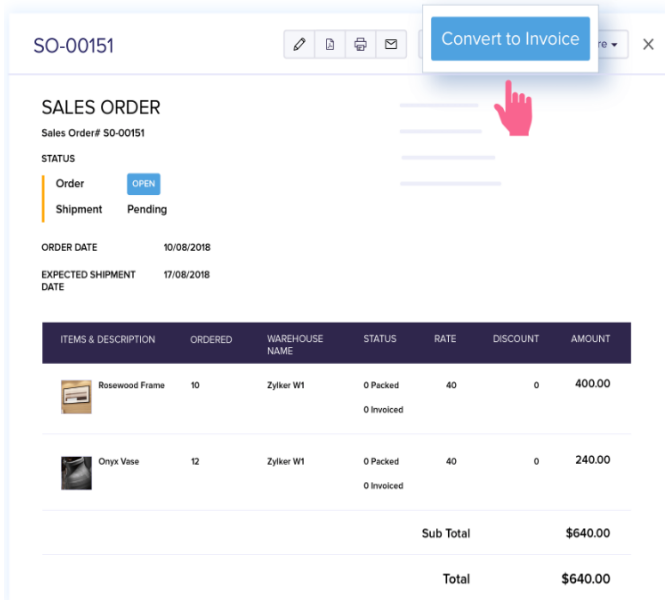 SO-00151
Convert to Invoice
re
SALES ORDER
Sales Order# S0-00151
STATUS
Order OPEN
Shipment Pending
ORDER DATE 10/08/2018
EXPECTED SHIPMENT 17/08/2018
DATE
ITEMS & DESCRIPTION ORDERED WAREHOUSE STATUS RATE DISCOUNT AMOUNT
NAME
Rosewood Frame 10 Zylker W1 0 Packed 40 0 400.00
0 Invoiced
Onyx Vase 12 Zylker W1 0 Packed 40 0 240.00
0 Invoiced
Sub Total $640.00
Total $640.00